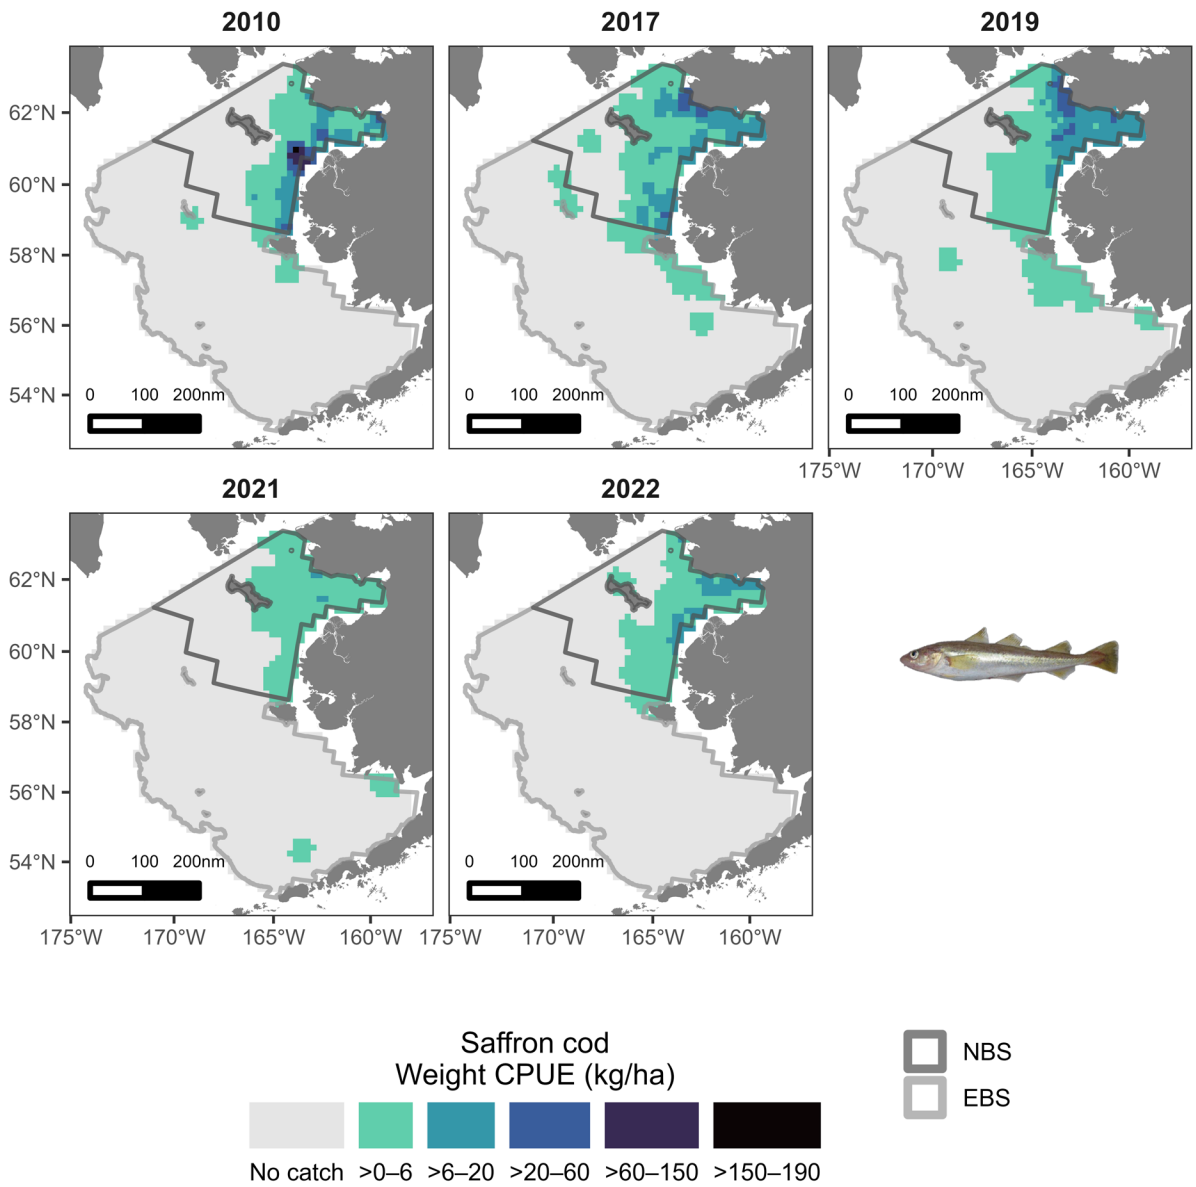 2010
2017
2019
62°N
60°N
58°N
56°N
54°N
0 100 200nm
0 100 200nm
0 100 200nm
175°W 170°W 165°W 160°W
2021
2022
62°N
60°N
58°N
56°N
54°N
0 100 200nm
0 100 200nm
175°W 170°W 165°W 160°W 175°W 170°W 165°W 160°W
Saffron cod
Weight CPUE (kg/ha)
No catch >0–6 >6–20 >20–60 >60–150 >150–190
NBS
EBS